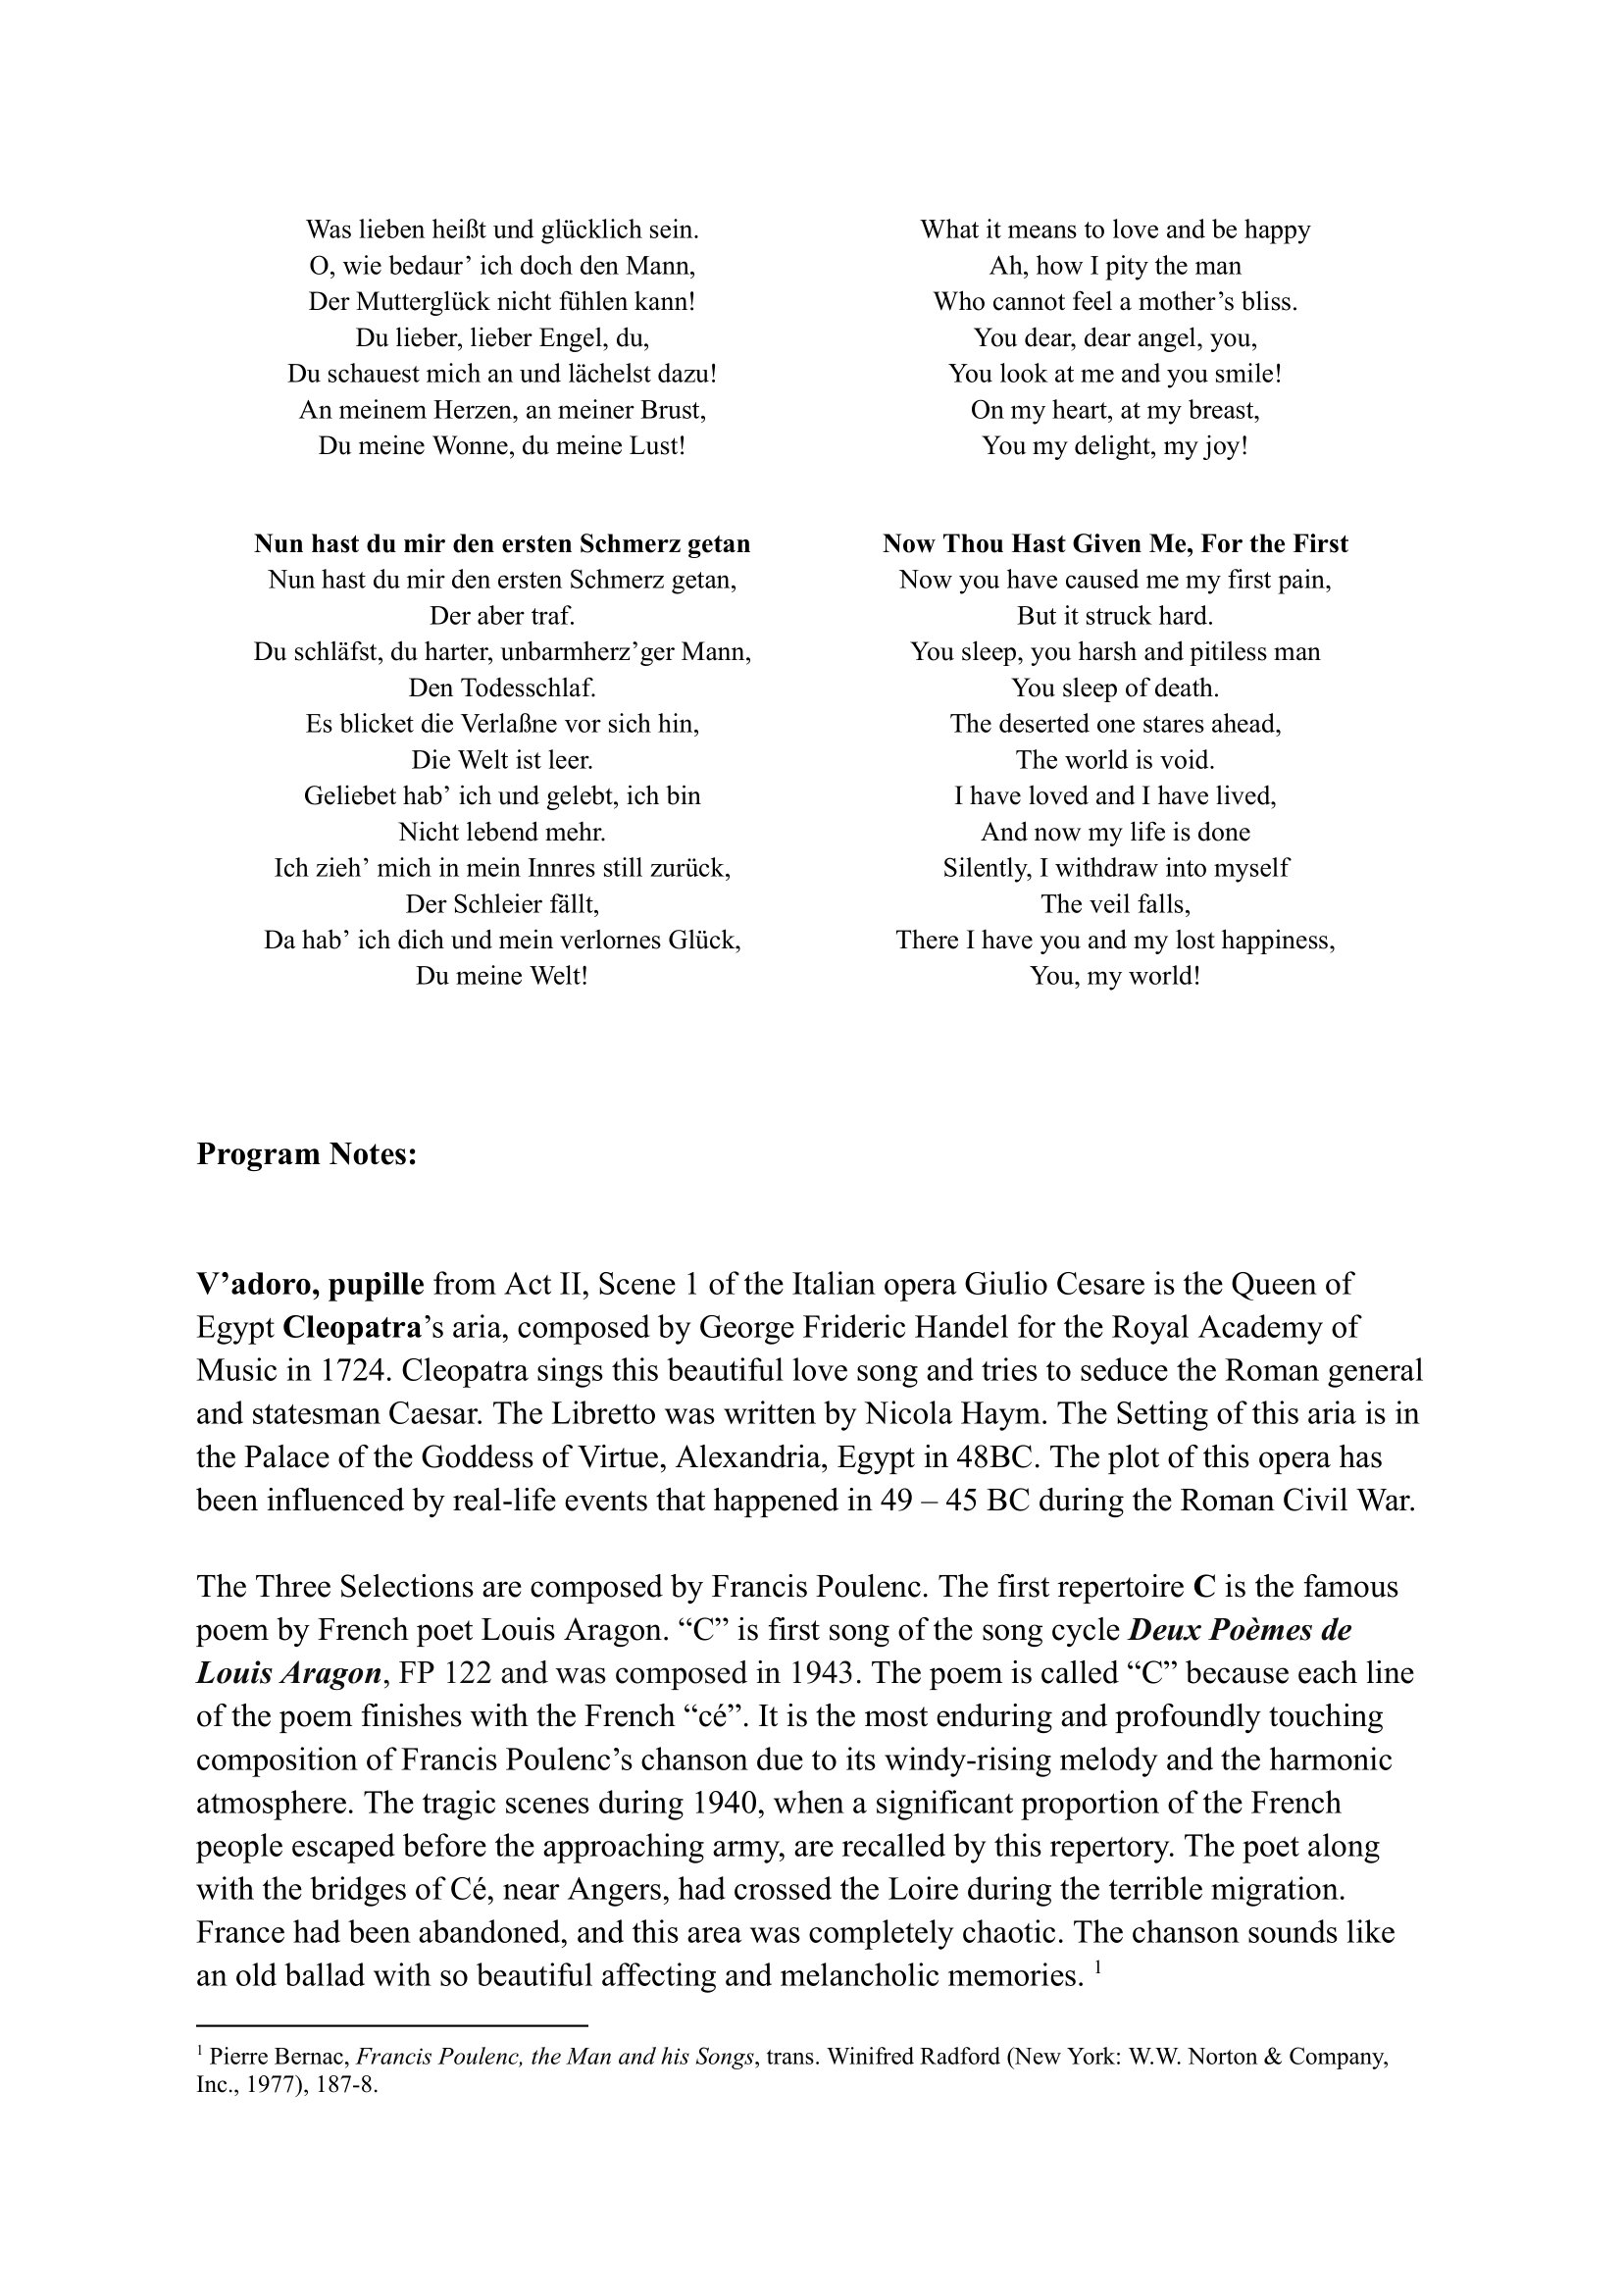 Was lieben heißt und glücklich sein.
O, wie bedaur’ ich doch den Mann,
Der Mutterglück nicht fühlen kann!
Du lieber, lieber Engel, du,
Du schauest mich an und lächelst dazu!
An meinem Herzen, an meiner Brust,
Du meine Wonne, du meine Lust!
What it means to love and be happy
Ah, how I pity the man
Who cannot feel a mother’s bliss.
You dear, dear angel, you,
You look at me and you smile!
On my heart, at my breast,
You my delight, my joy!
Nun hast du mir den ersten Schmerz getan
Nun hast du mir den ersten Schmerz getan,
Der aber traf.
Du schläfst, du harter, unbarmherz’ger Mann,
Den Todesschlaf.
Es blicket die Verlaßne vor sich hin,
Die Welt ist leer.
Geliebet hab’ ich und gelebt, ich bin
Nicht lebend mehr.
Ich zieh’ mich in mein Innres still zurück,
Der Schleier fällt,
Da hab’ ich dich und mein verlornes Glück,
Du meine Welt!
Now Thou Hast Given Me, For the First
Now you have caused me my first pain,
But it struck hard.
You sleep, you harsh and pitiless man
You sleep of death.
The deserted one stares ahead,
The world is void.
I have loved and I have lived,
And now my life is done
Silently, I withdraw into myself
The veil falls,
There I have you and my lost happiness,
You, my world!
Program Notes:
V’adoro, pupille from Act II, Scene 1 of the Italian opera Giulio Cesare is the Queen of
Egypt Cleopatra’s aria, composed by George Frideric Handel for the Royal Academy of
Music in 1724. Cleopatra sings this beautiful love song and tries to seduce the Roman general
and statesman Caesar. The Libretto was written by Nicola Haym. The Setting of this aria is in
the Palace of the Goddess of Virtue, Alexandria, Egypt in 48BC. The plot of this opera has
been influenced by real-life events that happened in 49 – 45 BC during the Roman Civil War.
The Three Selections are composed by Francis Poulenc. The first repertoire C is the famous
poem by French poet Louis Aragon. “C” is first song of the song cycle Deux Poèmes de
Louis Aragon, FP 122 and was composed in 1943. The poem is called “C” because each line
of the poem finishes with the French “cé”. It is the most enduring and profoundly touching
composition of Francis Poulenc’s chanson due to its windy-rising melody and the harmonic
atmosphere. The tragic scenes during 1940, when a significant proportion of the French
people escaped before the approaching army, are recalled by this repertory. The poet along
with the bridges of Cé, near Angers, had crossed the Loire during the terrible migration.
France had been abandoned, and this area was completely chaotic. The chanson sounds like
an old ballad with so beautiful affecting and melancholic memories. 1
1 Pierre Bernac, Francis Poulenc, the Man and his Songs, trans. Winifred Radford (New York: W.W. Norton & Company,
Inc., 1977), 187-8.